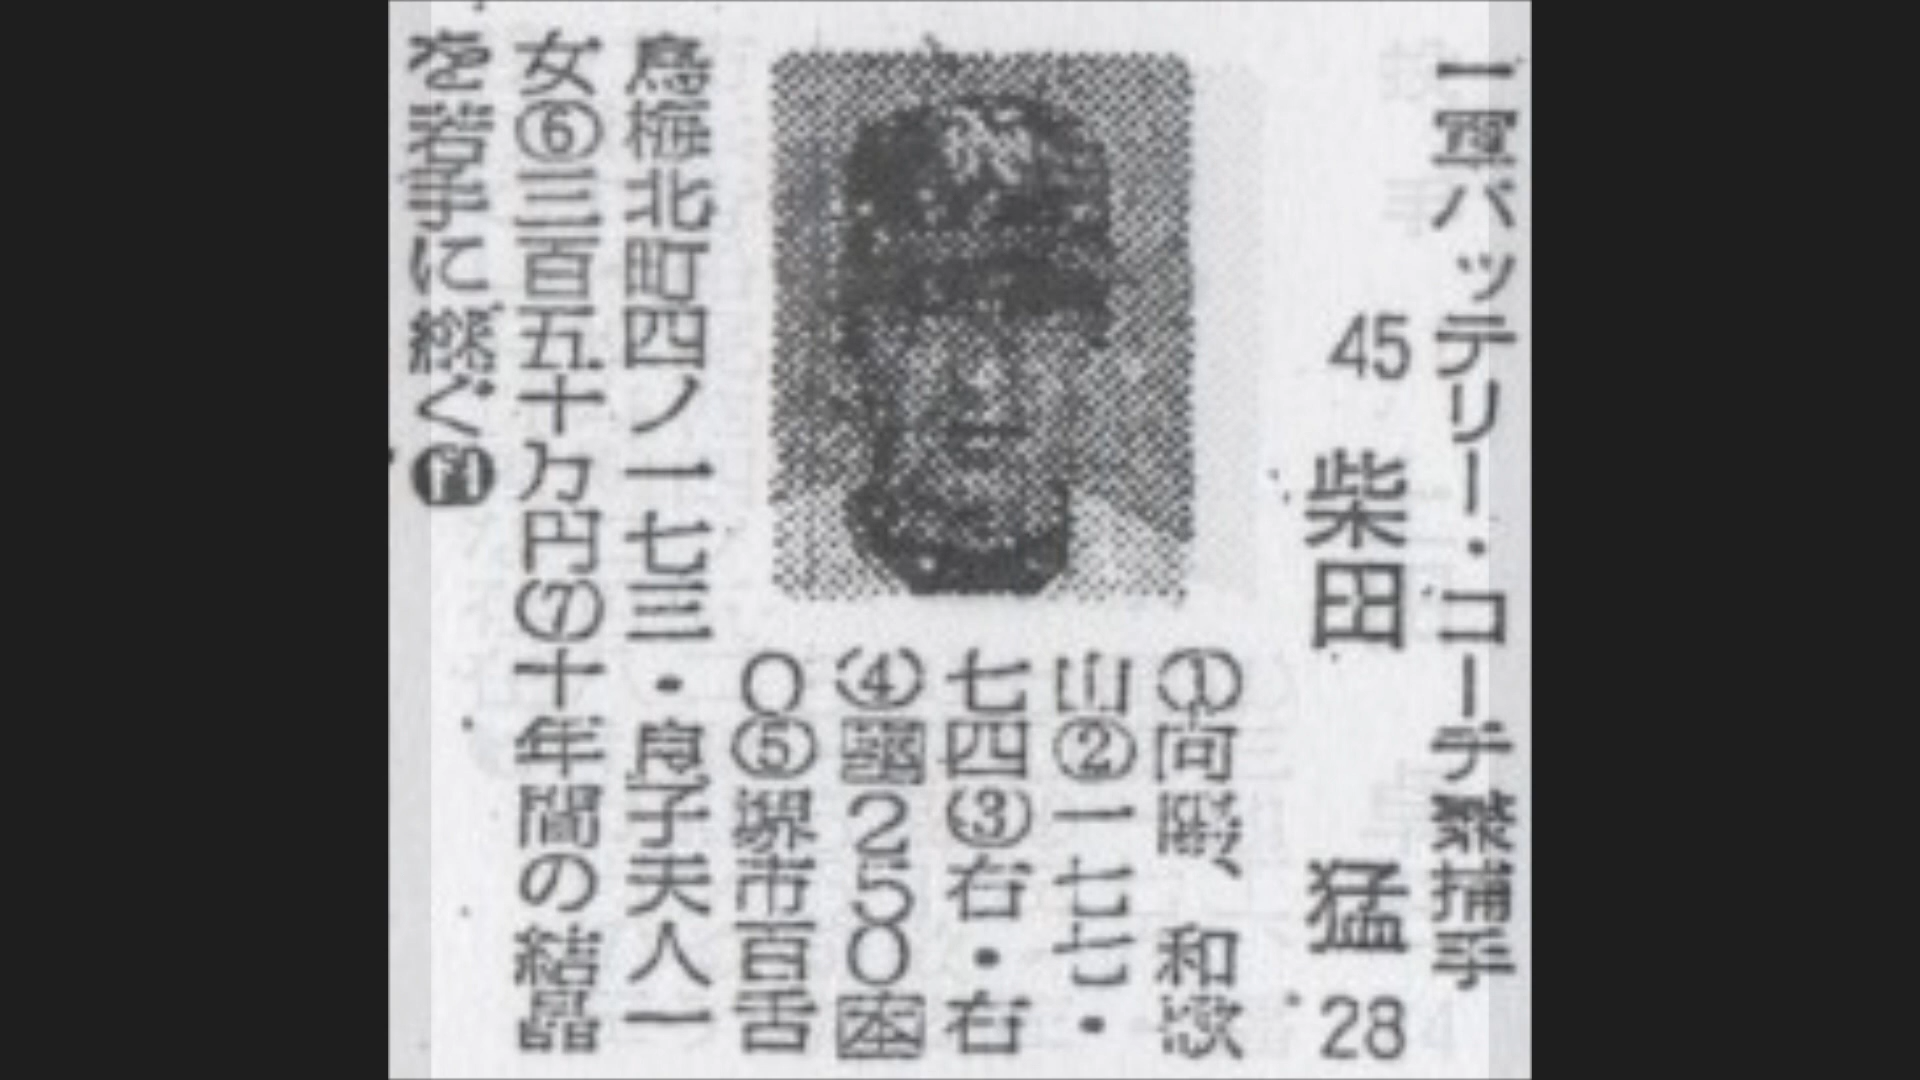 一軍バッテリー・コーチ兼捕手
45 柴田 猛 28
①向陽、和歌
山②一七七・
七四③右・右
④250本
〇⑤堺市百舌
鳥梅北町四ノ一七三・良子夫人一
女⑥三百五十万円⑦十年間の結晶
を若手に継ぐ